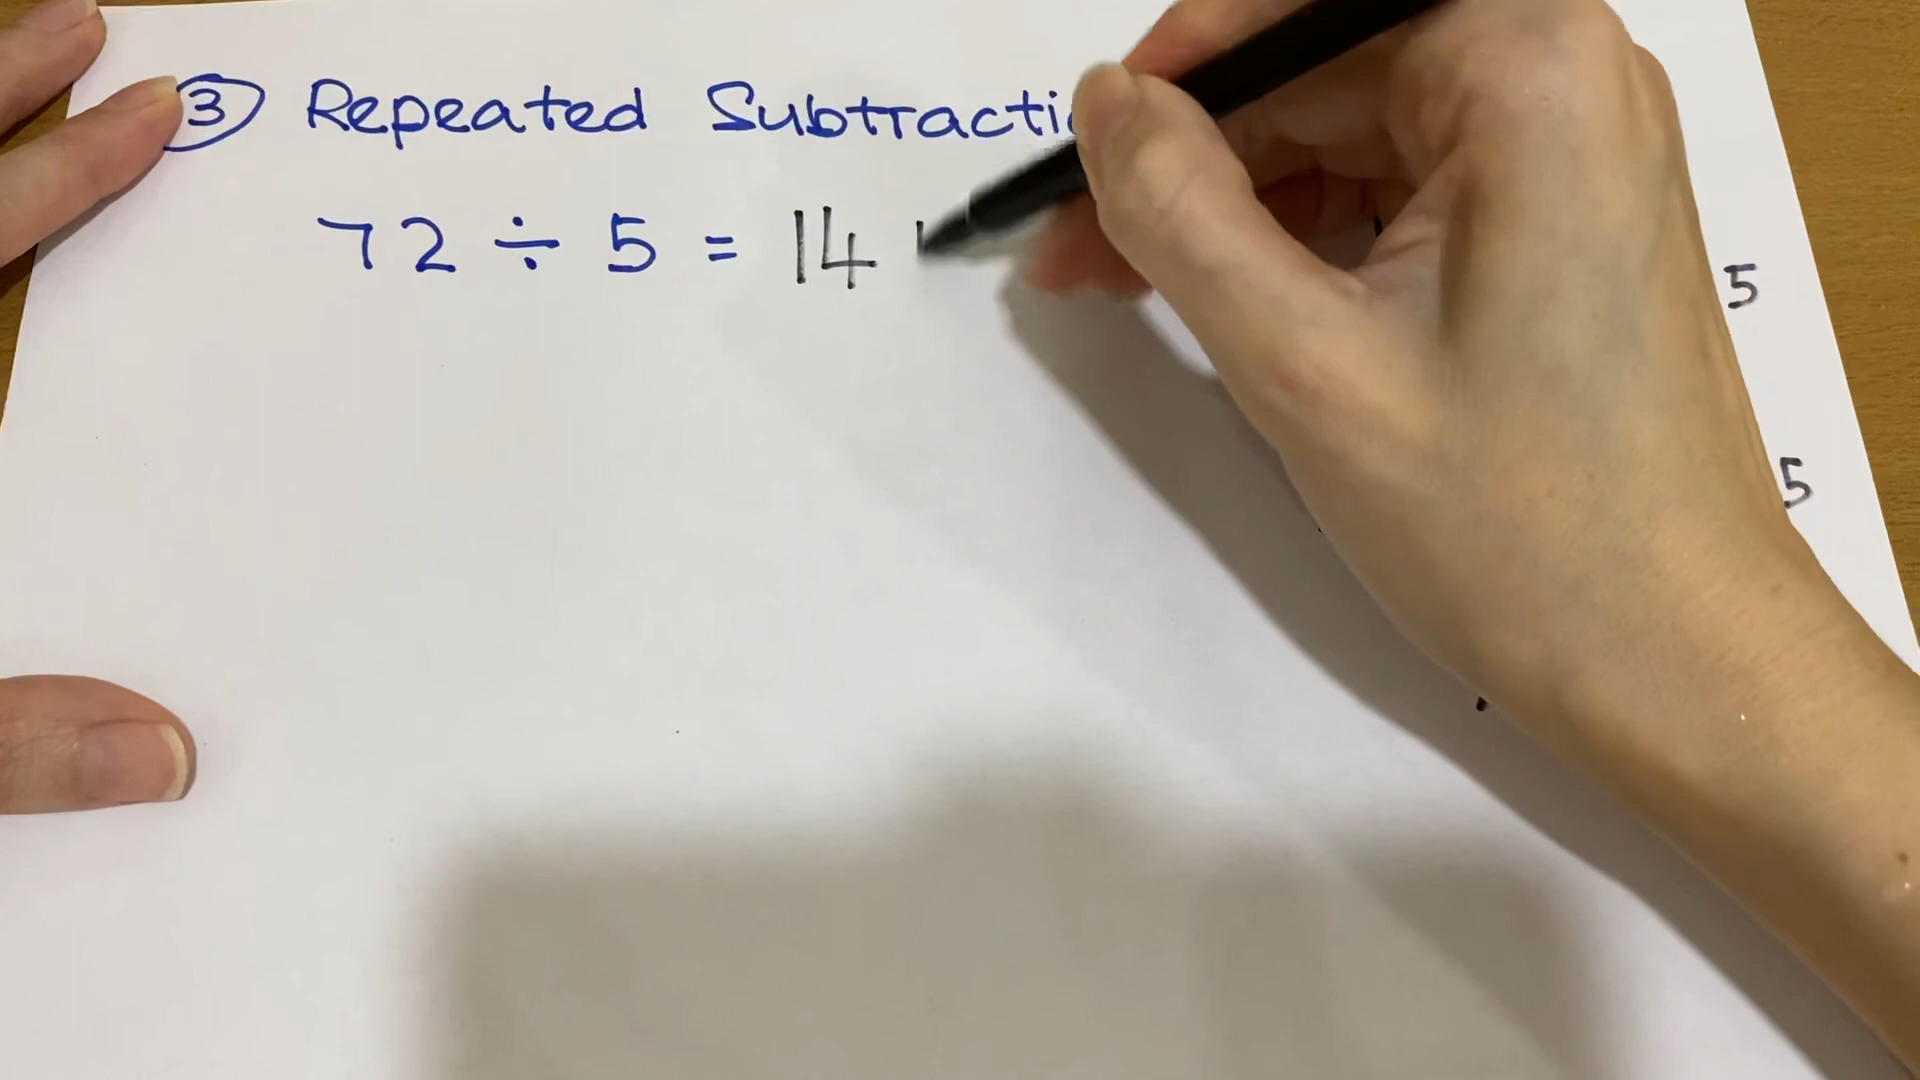 3 Repeated Subtracti
72 ÷ 5 = 14
5
5